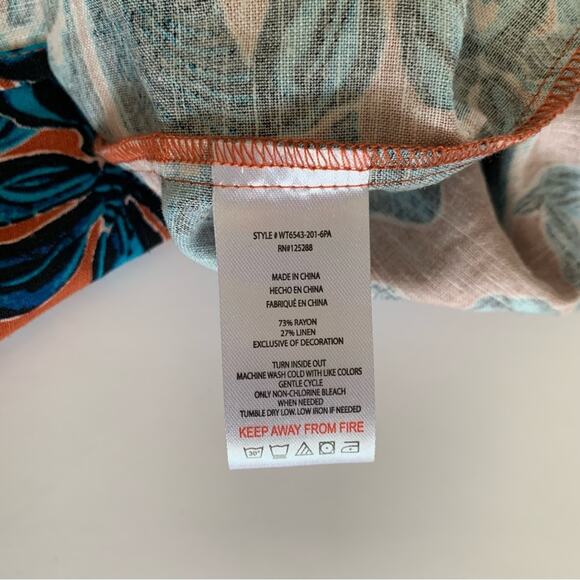 STYLE # WT6543-201-6PA
RN#125288
MADE IN CHINA
HECHO EN CHINA
FABRIQUÉ EN CHINA
73% RAYON
27% LINEN
EXCLUSIVE OF DECORATION
TURN INSIDE OUT
MACHINE WASH COLD WITH LIKE COLORS
GENTLE CYCLE
ONLY NON-CHLORINE BLEACH
WHEN NEEDED
TUMBLE DRY LOW. LOW IRON IF NEEDED
KEEP AWAY FROM FIRE
30°